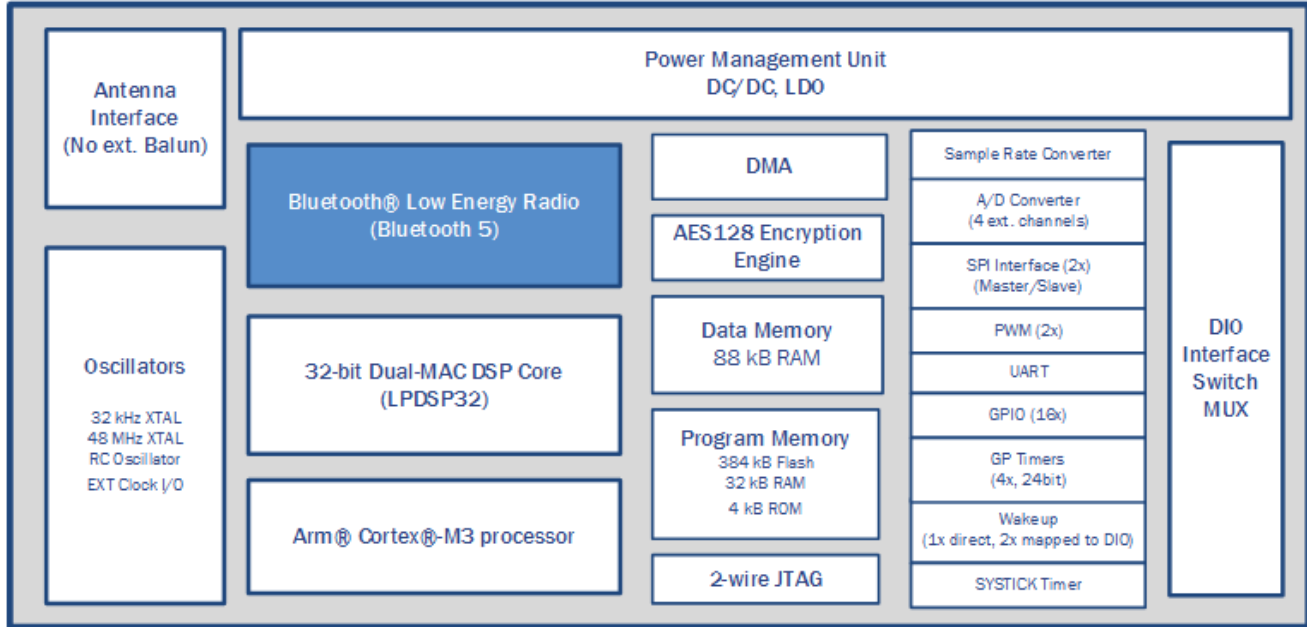 Antenna
Interface
(No ext. Balun)
Power Management Unit
DC/DC, LDO
Bluetooth® Low Energy Radio
(Bluetooth 5)
Oscillators
32 kHz XTAL
48 MHz XTAL
RC Oscillator
EXT Clock I/O
32-bit Dual-MAC DSP Core
(LPDSP32)
Arm® Cortex®-M3 processor
DMA
AES128 Encryption
Engine
Data Memory
88 kB RAM
Program Memory
384 kB Flash
32 kB RAM
4 kB ROM
2-wire JTAG
Sample Rate Converter
A/D Converter
(4 ext. channels)
SPI Interface (2x)
(Master/Slave)
PWM (2x)
UART
GPIO (16x)
GP Timers
(4x, 24bit)
Wakeup
(1x direct, 2x mapped to DIO)
SYSTICK Timer
DIO
Interface
Switch
MUX